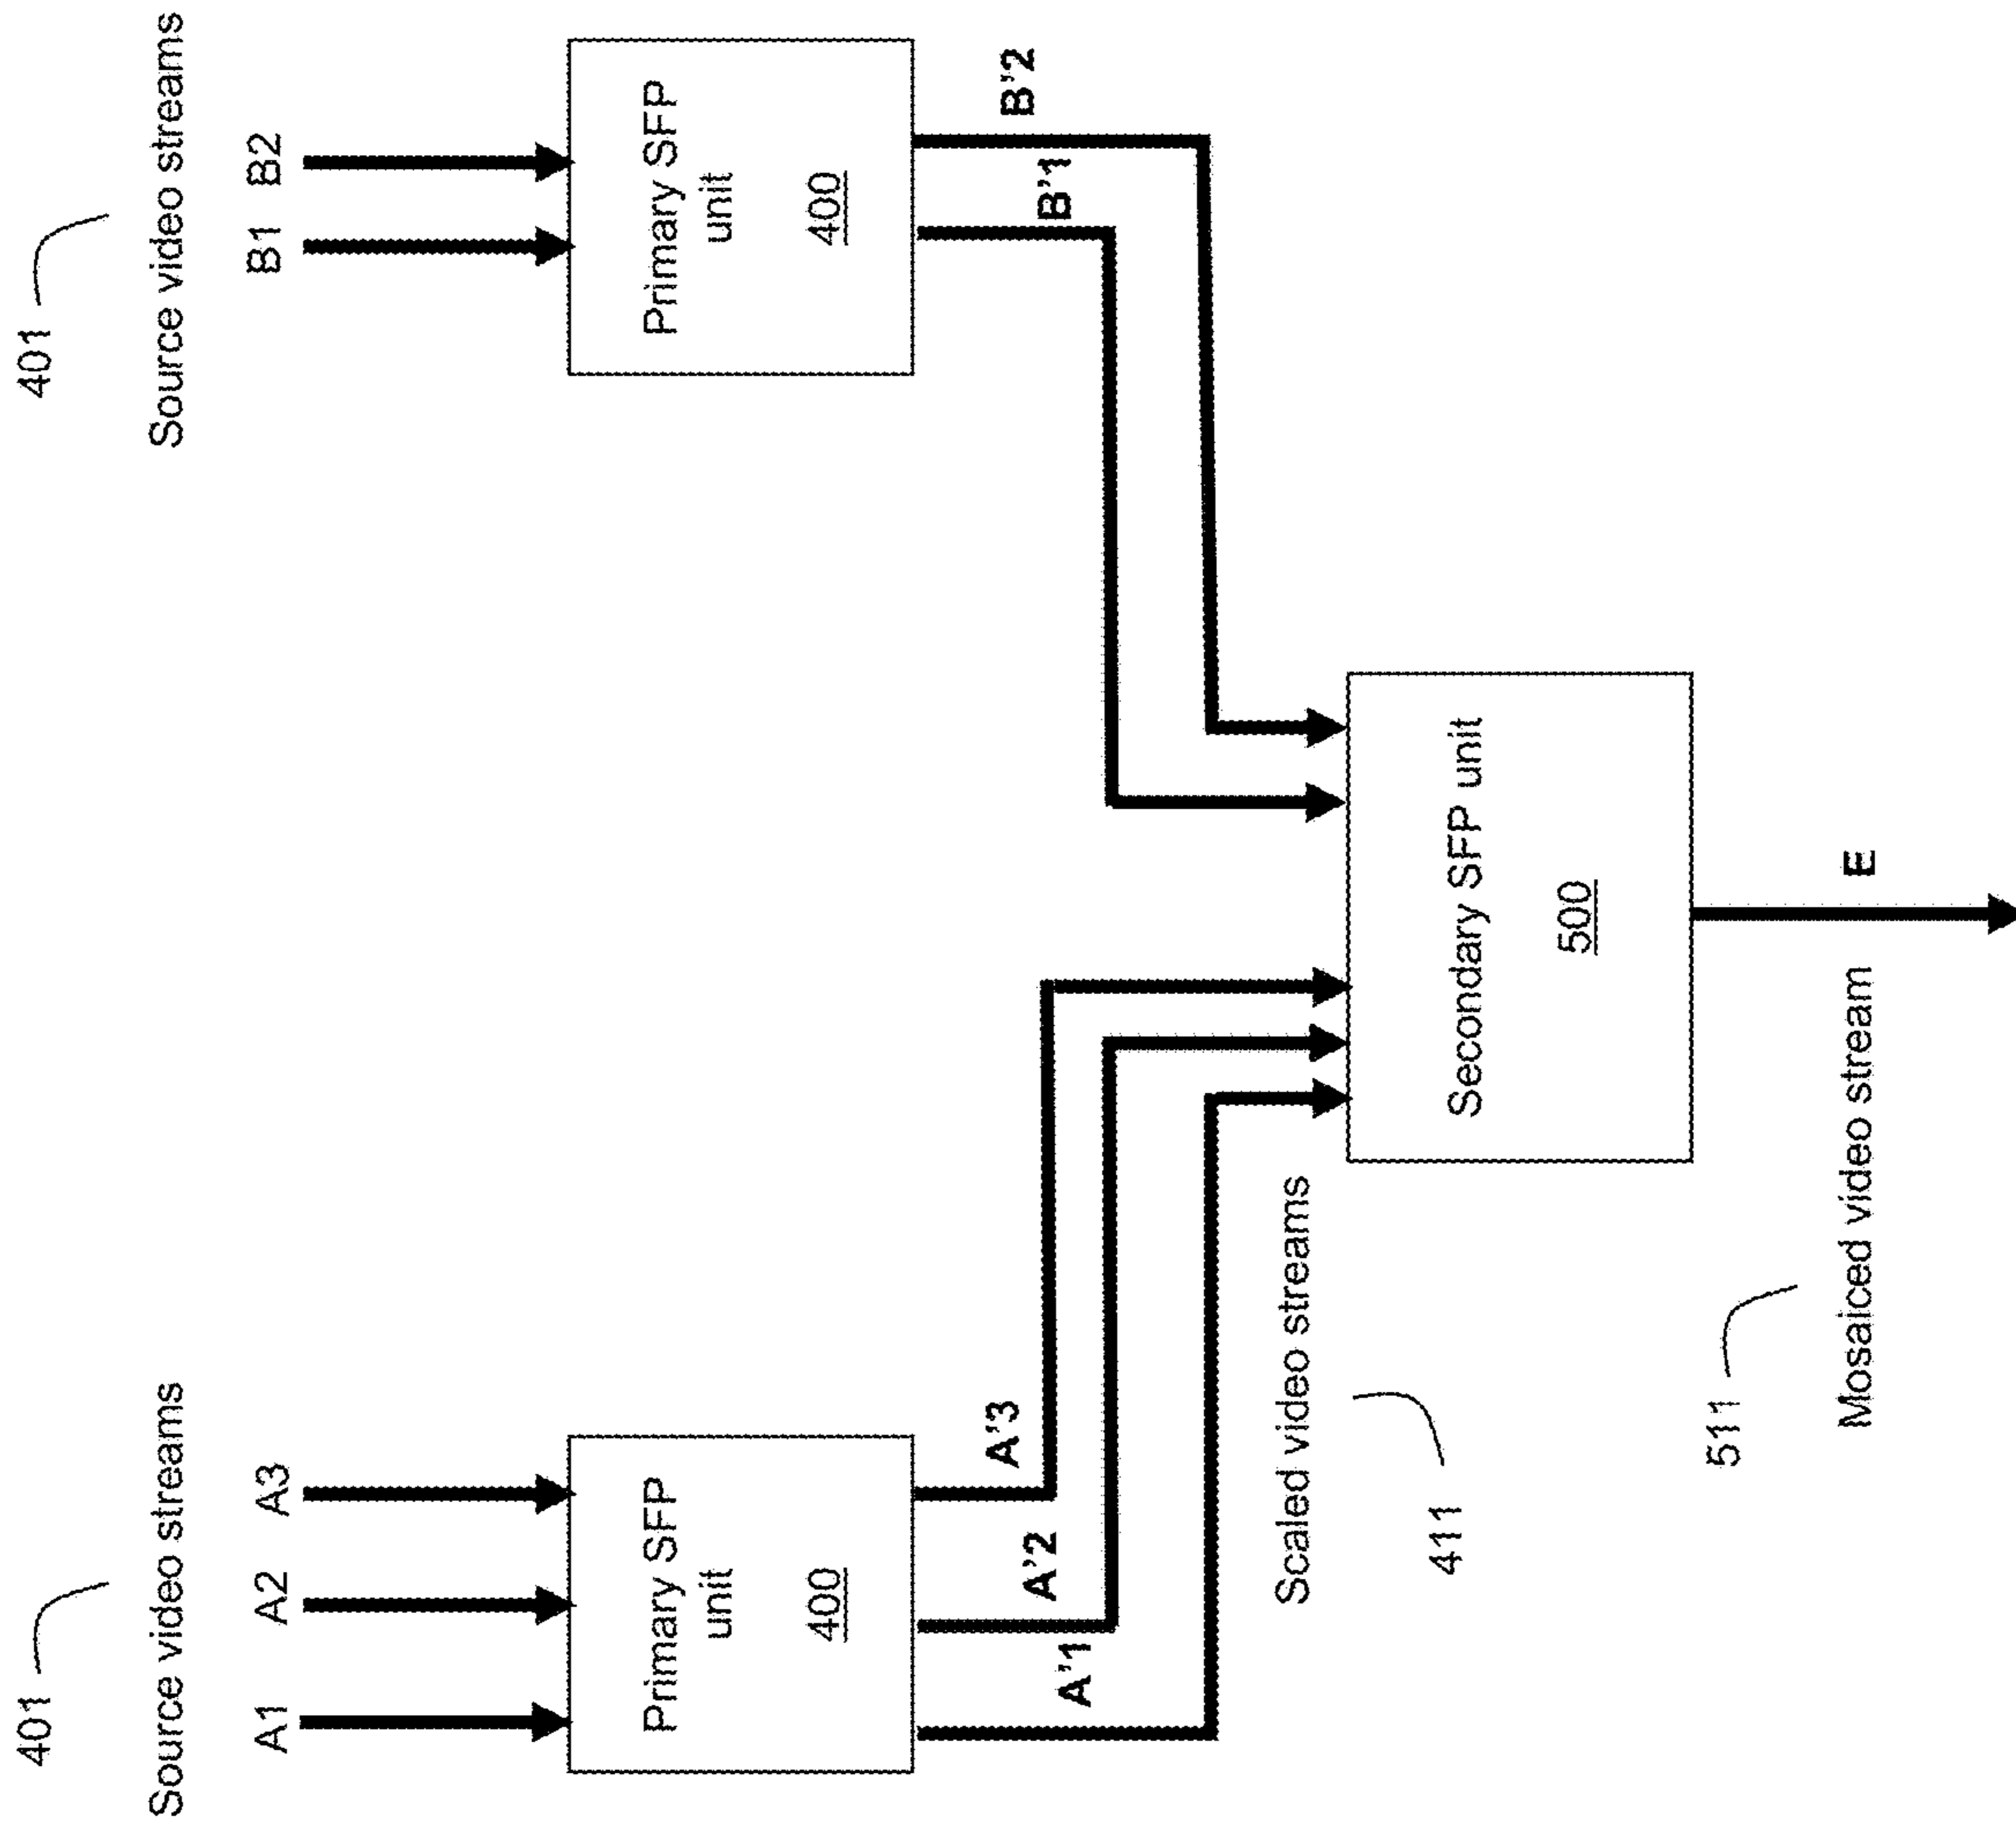 401
Source video streams
A1 A2 A3
Primary SFP
unit
400
A'1
A'2
A'3
401
Source video streams
B1 B2
Primary SFP
unit
400
B'1
B'2
Scaled video streams
411
Secondary SFP unit
500
511
Mosaiced video stream
E